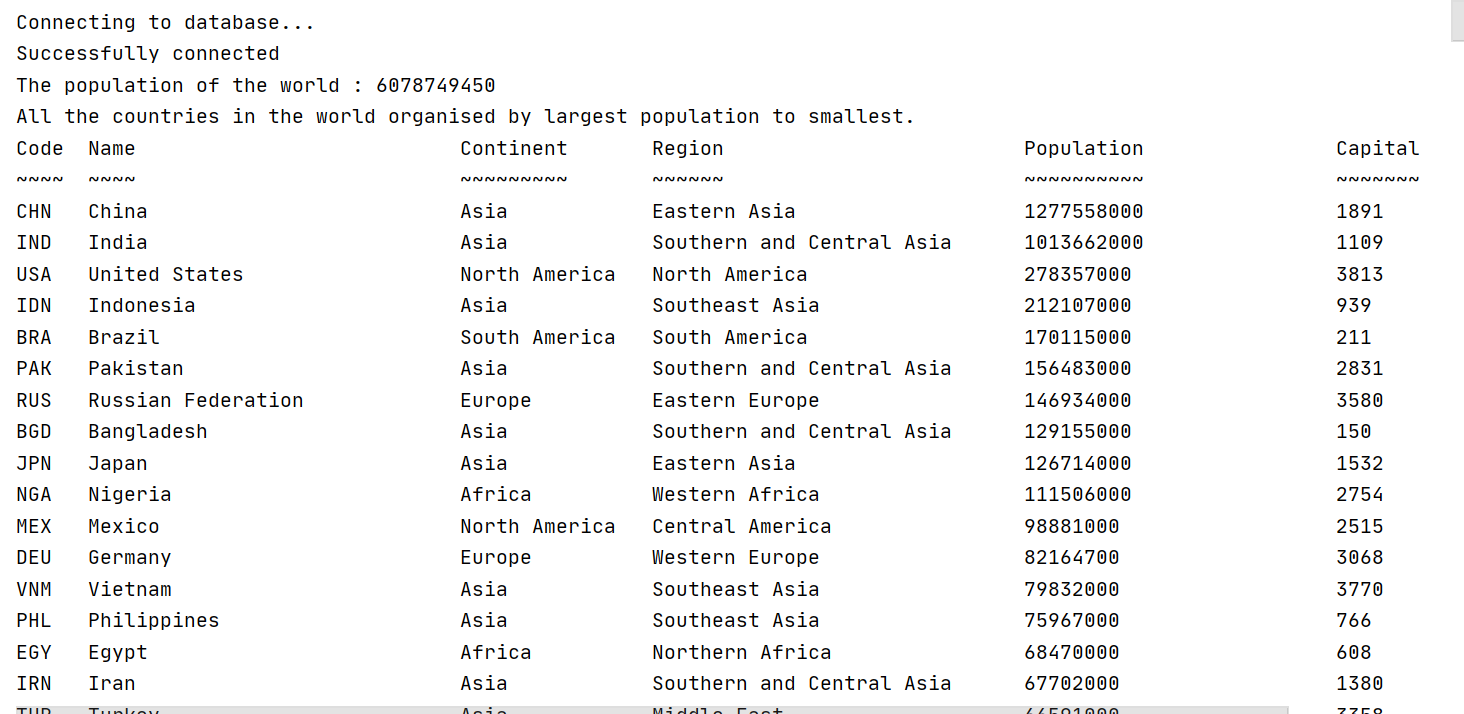 Connecting to database...
Successfully connected
The population of the world : 6078749450
All the countries in the world organised by largest population to smallest.
Code Name Continent Region Population Capital
~~~~ ~~~~ ~~~~~~~~~ ~~~~~~ ~~~~~~~~~~ ~~~~~~~
CHN China Asia Eastern Asia 1277558000 1891
IND India Asia Southern and Central Asia 1013662000 1109
USA United States North America North America 278357000 3813
IDN Indonesia Asia Southeast Asia 212107000 939
BRA Brazil South America South America 170115000 211
PAK Pakistan Asia Southern and Central Asia 156483000 2831
RUS Russian Federation Europe Eastern Europe 146934000 3580
BGD Bangladesh Asia Southern and Central Asia 129155000 150
JPN Japan Asia Eastern Asia 126714000 1532
NGA Nigeria Africa Western Africa 111506000 2754
MEX Mexico North America Central America 98881000 2515
DEU Germany Europe Western Europe 82164700 3068
VNM Vietnam Asia Southeast Asia 79832000 3770
PHL Philippines Asia Southeast Asia 75967000 766
EGY Egypt Africa Northern Africa 68470000 608
IRN Iran Asia Southern and Central Asia 67702000 1380
Turkey Asia Middle East